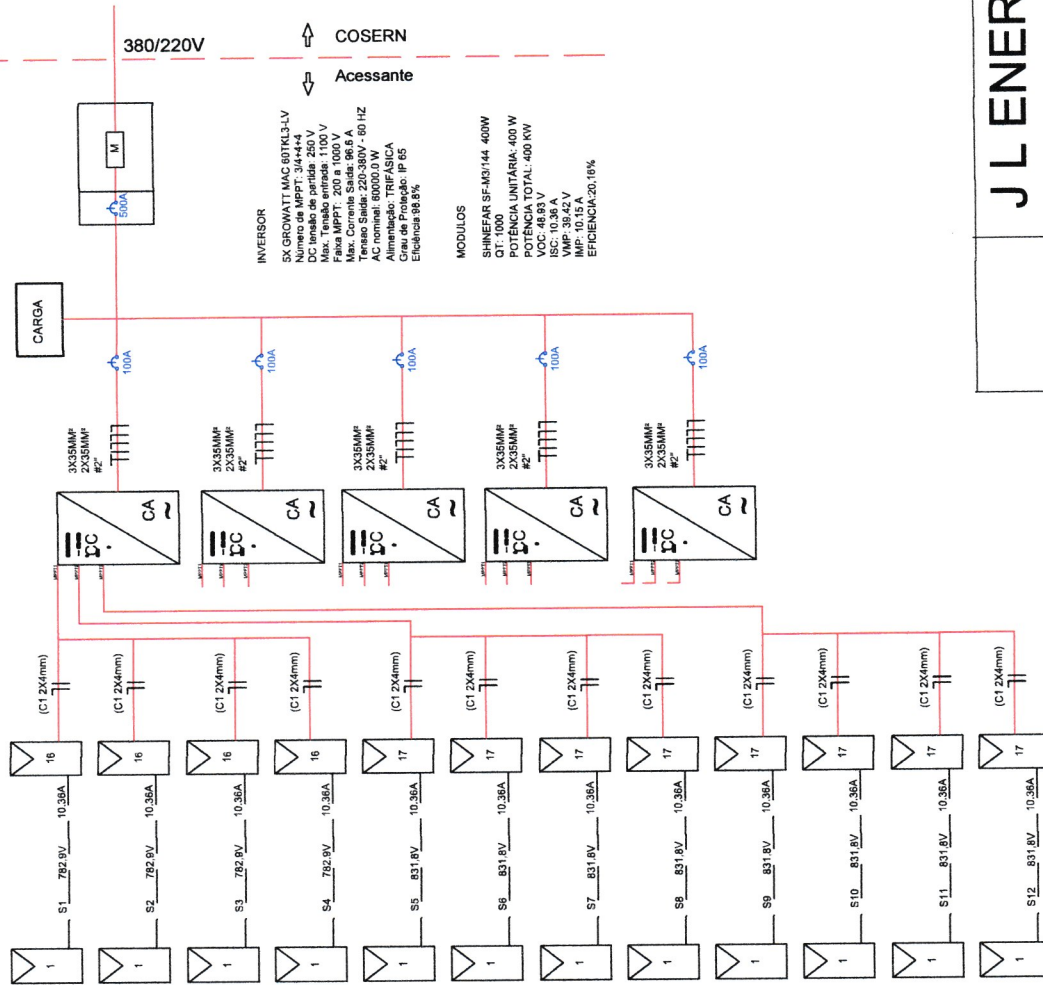 380/220V
COSERN
Acessante
M
500A
CARGA
INVERSOR
5X GROWATT MAC 60TKL3-LV
Número de MPPT: 3/4+4+4
DC tensão de partida: 250 V
Max. Tensão entrada: 1100 V
Faixa MPPT: 200 a 1000 V
Max. Corrente Saída: 96.6 A
Tensao Saída: 220-380V - 60 HZ
AC nominal: 60000.0 W
Alimentação: TRIFÁSICA
Grau de Proteção: IP 65
Eficiência:98.8%
MODULOS
SHINEFAR SF-M3/144 400W
QT: 1000
POTÊNCIA UNITÁRIA: 400 W
POTÊNCIA TOTAL: 400 KW
VOC: 48,93 V
ISC: 10,36 A
VMP: 39,42 V
IMP: 10,15 A
EFICIENCIA:20,16%
J L ENER
100A
100A
100A
100A
100A
3X35MM²
2X35MM²
#2"
3X35MM²
2X35MM²
#2"
3X35MM²
2X35MM²
#2"
3X35MM²
2X35MM²
#2"
3X35MM²
2X35MM²
#2"
CC
CA
CC
CA
CC
CA
CC
CA
CC
CA
(C1 2X4mm)
(C1 2X4mm)
(C1 2X4mm)
(C1 2X4mm)
(C1 2X4mm)
(C1 2X4mm)
(C1 2X4mm)
(C1 2X4mm)
(C1 2X4mm)
(C1 2X4mm)
(C1 2X4mm)
(C1 2X4mm)
1 S1 782,9V 10,36A 16
1 S2 782,9V 10,36A 16
1 S3 782,9V 10,36A 16
1 S4 782,9V 10,36A 16
1 S5 831,8V 10,36A 17
1 S6 831,8V 10,36A 17
1 S7 831,8V 10,36A 17
1 S8 831,8V 10,36A 17
1 S9 831,8V 10,36A 17
1 S10 831,8V 10,36A 17
1 S11 831,8V 10,36A 17
1 S12 831,8V 10,36A 17